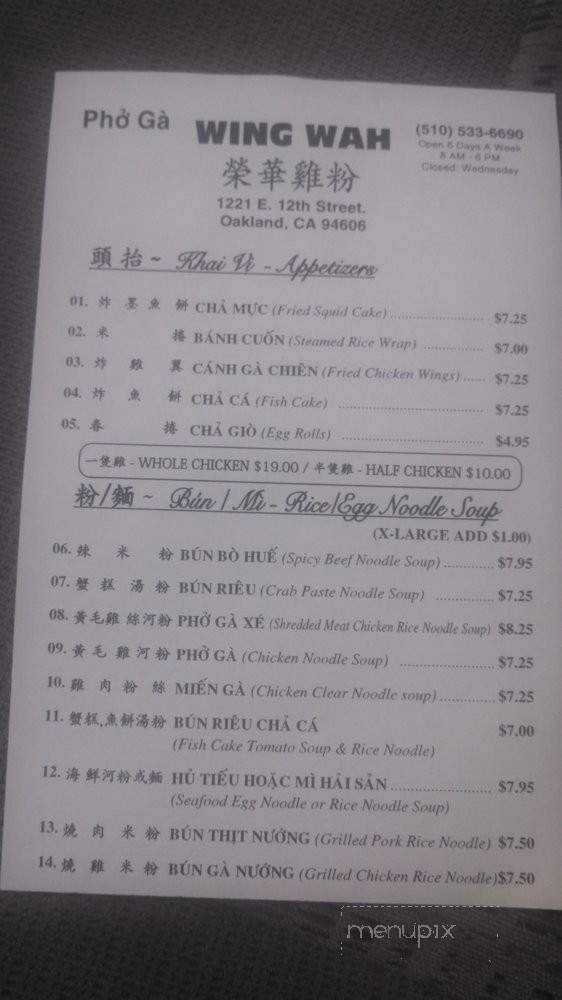 Phở Gà
WING WAH
(510) 533-6690
Open 6 Days A Week
8 AM - 6 PM
Closed: Wednesday
榮華雞粉
1221 E. 12th Street.
Oakland, CA 94606
頭抬~ Khai Vị - Appetizers
01. 炸墨魚餅 CHẢ MỰC (Fried Squid Cake) $7.25
02. 米捲 BÁNH CUỐN (Steamed Rice Wrap) $7.00
03. 炸雞翼 CÁNH GÀ CHIÊN (Fried Chicken Wings) $7.25
04. 炸魚餅 CHẢ CÁ (Fish Cake) $7.25
05. 春捲 CHẢ GIÒ (Egg Rolls) $4.95
一隻雞 - WHOLE CHICKEN $19.00 / 半隻雞 - HALF CHICKEN $10.00
粉/麵~ Bún | Mì - Rice/Egg Noodle Soup
(X-LARGE ADD $1.00)
06. 辣米粉 BÚN BÒ HUẾ (Spicy Beef Noodle Soup) $7.95
07. 蟹糕湯粉 BÚN RIÊU (Crab Paste Noodle Soup) $7.25
08. 黃毛雞絲河粉 PHỞ GÀ XÉ (Shredded Meat Chicken Rice Noodle Soup) $8.25
09. 黃毛雞河粉 PHỞ GÀ (Chicken Noodle Soup) $7.25
10. 雞肉粉絲 MIẾN GÀ (Chicken Clear Noodle soup) $7.25
11. 蟹糕,魚餅湯粉 BÚN RIÊU CHẢ CÁ $7.00
(Fish Cake Tomato Soup & Rice Noodle)
12. 海鮮河粉或麵 HỦ TIẾU HOẶC MÌ HẢI SẢN $7.95
(Seafood Egg Noodle or Rice Noodle Soup)
13. 燒肉米粉 BÚN THỊT NƯỚNG (Grilled Pork Rice Noodle) $7.50
14. 燒雞米粉 BÚN GÀ NƯỚNG (Grilled Chicken Rice Noodle) $7.50
menupix